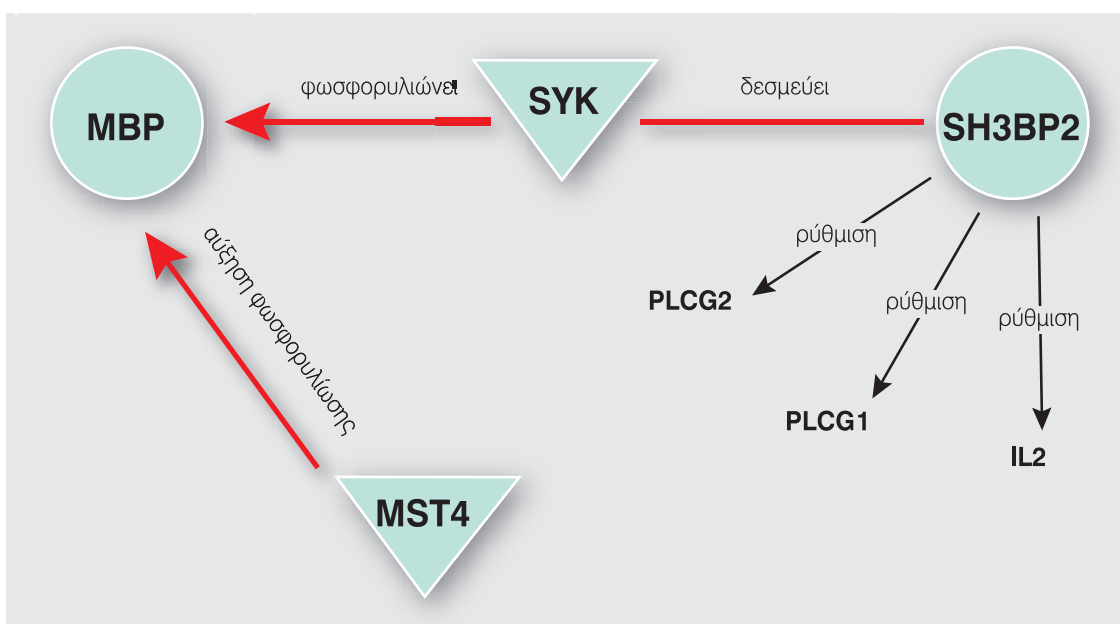 φωσφορυλιώνει
δεσμεύει
MBP
SYK
SH3BP2
ρύθμιση
αύξηση φωσφορυλίωσης
PLCG2
ρύθμιση
ρύθμιση
PLCG1
IL2
MST4